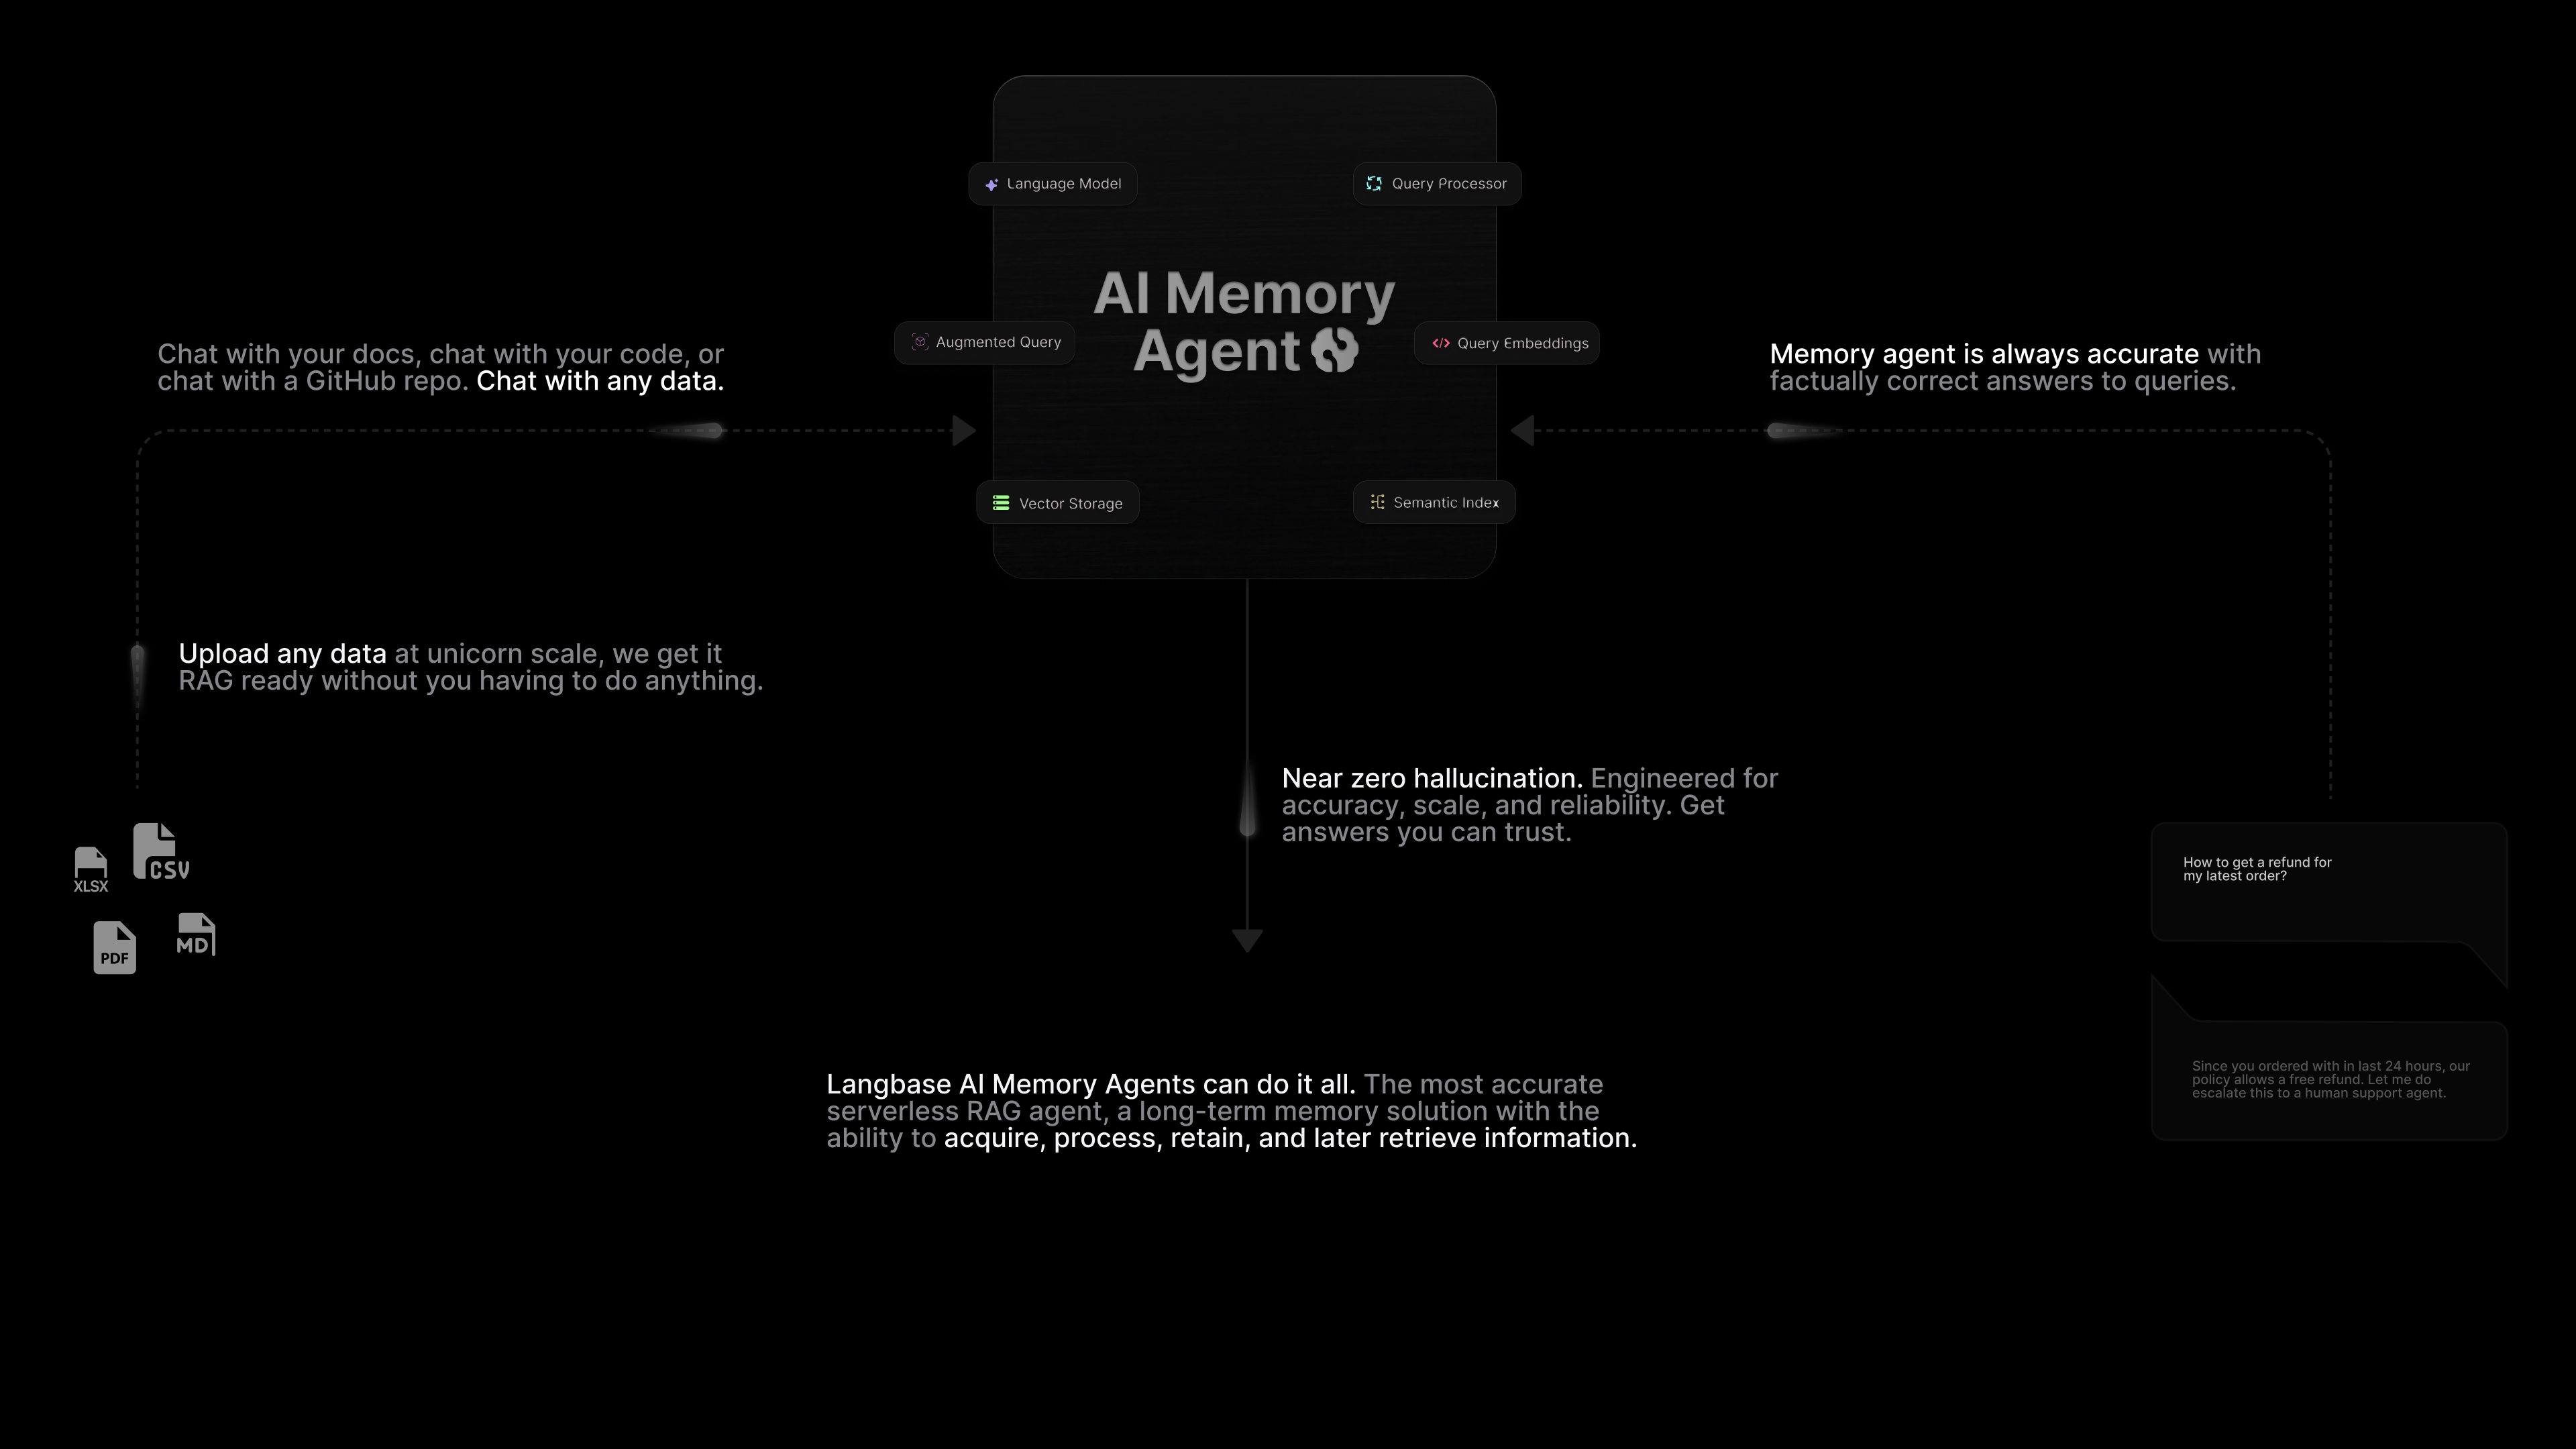 Language Model
Query Processor
AI Memory
Agent
Augmented Query
Query Embeddings
Vector Storage
Semantic Index
Chat with your docs, chat with your code, or
chat with a GitHub repo. Chat with any data.
Memory agent is always accurate with
factually correct answers to queries.
Upload any data at unicorn scale, we get it
RAG ready without you having to do anything.
Near zero hallucination. Engineered for
accuracy, scale, and reliability. Get
answers you can trust.
XLSX
CSV
PDF
MD
How to get a refund for
my latest order?
Since you ordered with in last 24 hours, our
policy allows a free refund. Let me do
escalate this to a human support agent.
Langbase AI Memory Agents can do it all. The most accurate
serverless RAG agent, a long-term memory solution with the
ability to acquire, process, retain, and later retrieve information.